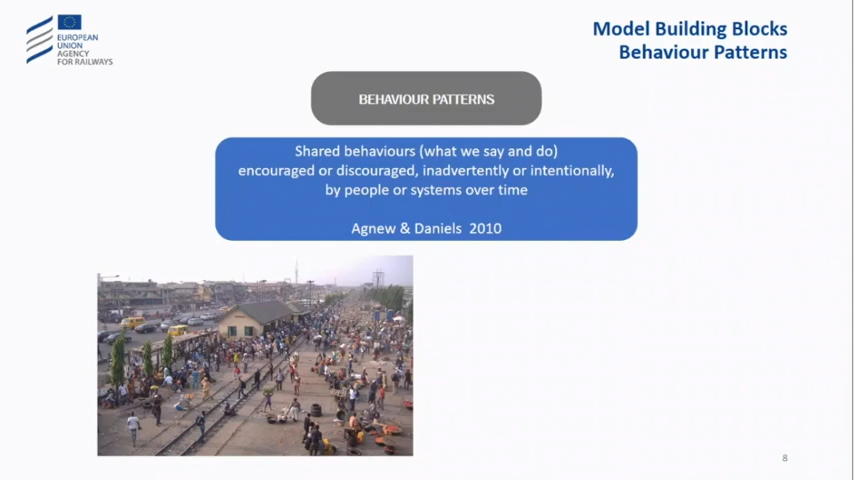 EUROPEAN
UNION
AGENCY
FOR RAILWAYS
Model Building Blocks
Behaviour Patterns
BEHAVIOUR PATTERNS
Shared behaviours (what we say and do)
encouraged or discouraged, inadvertently or intentionally,
by people or systems over time
Agnew & Daniels 2010
8